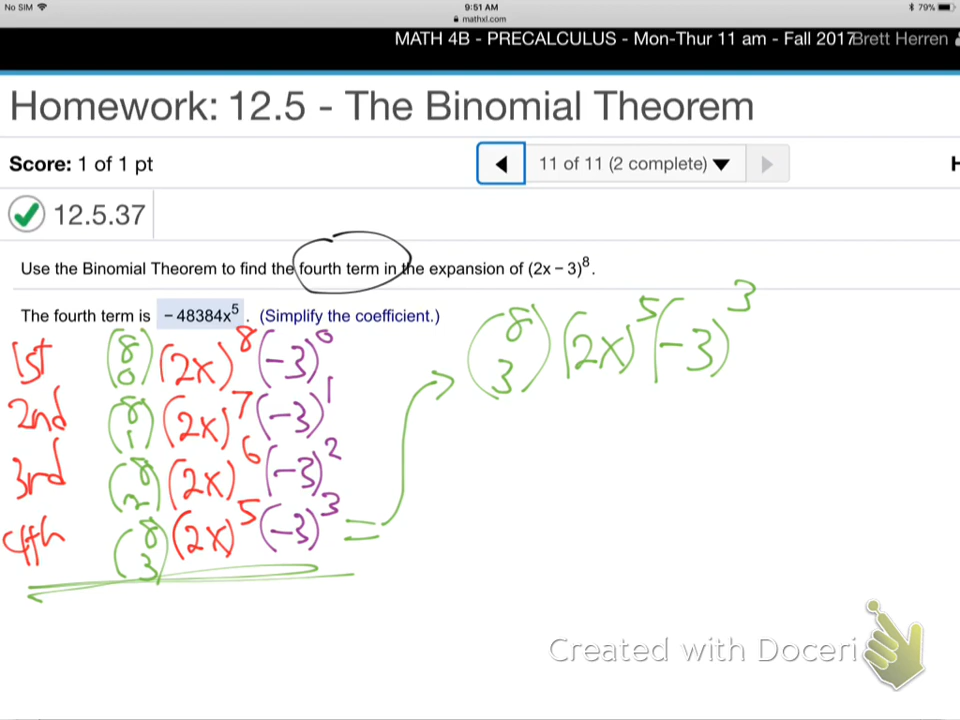 No SIM 9:51 AM 79%
mathxl.com
MATH 4B - PRECALCULUS - Mon-Thur 11 am - Fall 2017 Brett Herren
Homework: 12.5 - The Binomial Theorem
Score: 1 of 1 pt ◀ 11 of 11 (2 complete) ▼ ▶ H
12.5.37
Use the Binomial Theorem to find the fourth term in the expansion of (2x – 3)⁸.
The fourth term is – 48384x⁵ . (Simplify the coefficient.)
1st (8 0) (2x)⁸ (-3)⁰
2nd (8 1) (2x)⁷ (-3)¹
3rd (8 2) (2x)⁶ (-3)²
4th (8 3) (2x)⁵ (-3)³ =
(8 3) (2x)⁵ (-3)³
Created with Doceri